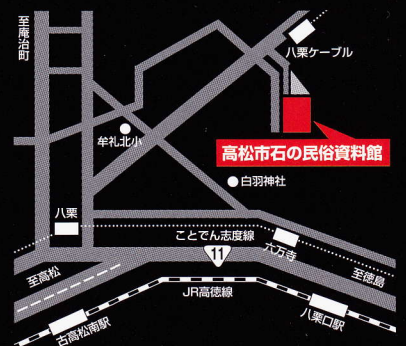 至庵治町
八栗ケーブル
牟礼北小
高松市石の民俗資料館
白羽神社
八栗
ことでん志度線
六万寺
11
至高松
至徳島
JR高徳線
八栗口駅
古高松南駅